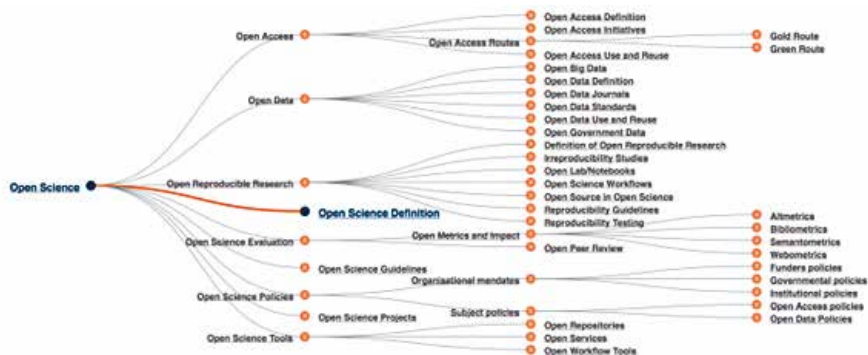 Open Science
Open Access
Open Access Definition
Open Access Initiatives
Open Access Routes
Gold Route
Green Route
Open Access Use and Reuse
Open Data
Open Big Data
Open Data Definition
Open Data Journals
Open Data Standards
Open Data Use and Reuse
Open Government Data
Open Reproducible Research
Definition of Open Reproducible Research
Irreproducibility Studies
Open Lab/Notebooks
Open Science Workflows
Open Source in Open Science
Reproducibility Guidelines
Reproducibility Testing
Open Science Definition
Open Science Evaluation
Open Metrics and Impact
Altmetrics
Bibliometrics
Semantometrics
Webometrics
Open Peer Review
Open Science Guidelines
Open Science Policies
Organisational mandates
Funders policies
Governmental policies
Institutional policies
Subject policies
Open Access policies
Open Data Policies
Open Science Projects
Open Science Tools
Open Repositories
Open Services
Open Workflow Tools